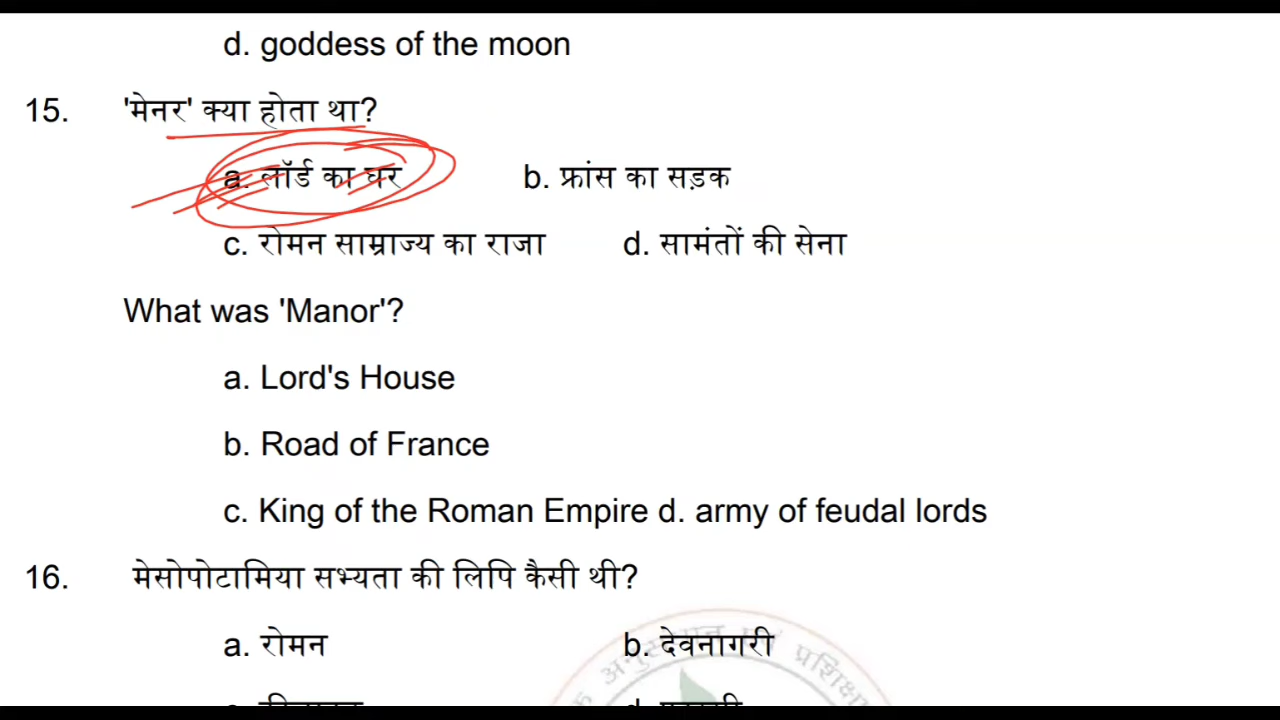 d. goddess of the moon
15. 'मेनर' क्या होता था?
a. लॉर्ड का घर b. फ्रांस का सड़क
c. रोमन साम्राज्य का राजा d. सामंतों की सेना
What was 'Manor'?
a. Lord's House
b. Road of France
c. King of the Roman Empire d. army of feudal lords
16. मेसोपोटामिया सभ्यता की लिपि कैसी थी?
a. रोमन b. देवनागरी